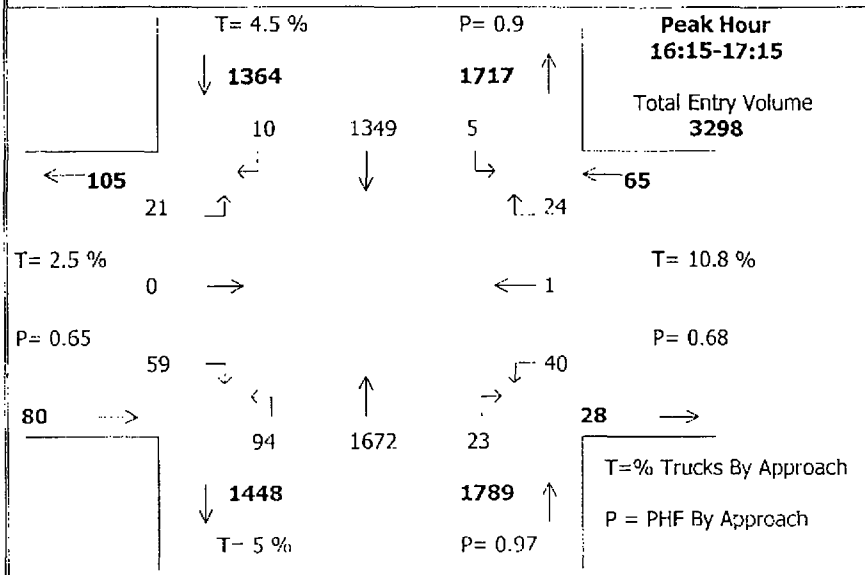 T= 4.5 % P= 0.9 Peak Hour
16:15-17:15
1364 1717
Total Entry Volume
10 1349 5 3298
105 65
21 24
T= 2.5 % T= 10.8 %
0 1
P= 0.65 P= 0.68
59 40
80 28
94 1672 23
T=% Trucks By Approach
1448 1789
P = PHF By Approach
T= 5 % P= 0.97